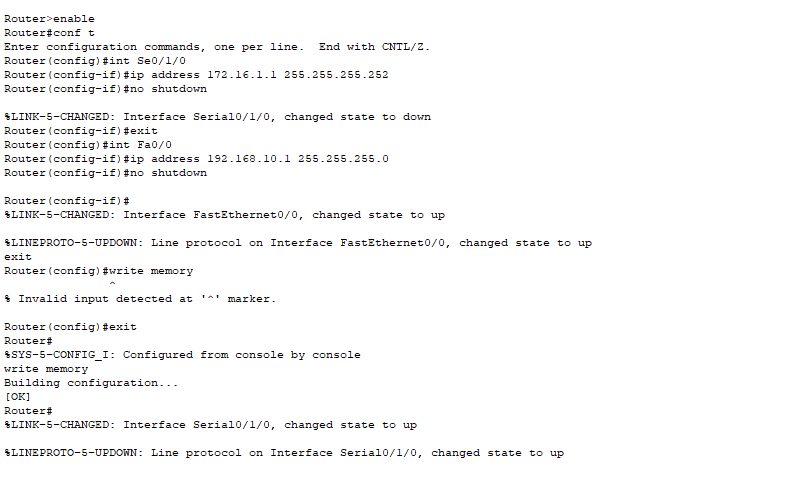 Router>enable
Router#conf t
Enter configuration commands, one per line.  End with CNTL/Z.
Router(config)#int Se0/1/0
Router(config-if)#ip address 172.16.1.1 255.255.255.252
Router(config-if)#no shutdown
%LINK-5-CHANGED: Interface Serial0/1/0, changed state to down
Router(config-if)#exit
Router(config)#int Fa0/0
Router(config-if)#ip address 192.168.10.1 255.255.255.0
Router(config-if)#no shutdown
Router(config-if)#
%LINK-5-CHANGED: Interface FastEthernet0/0, changed state to up
%LINEPROTO-5-UPDOWN: Line protocol on Interface FastEthernet0/0, changed state to up
exit
Router(config)#write memory
^
% Invalid input detected at '^' marker.
Router(config)#exit
Router#
%SYS-5-CONFIG_I: Configured from console by console
write memory
Building configuration...
[OK]
Router#
%LINK-5-CHANGED: Interface Serial0/1/0, changed state to up
%LINEPROTO-5-UPDOWN: Line protocol on Interface Serial0/1/0, changed state to up